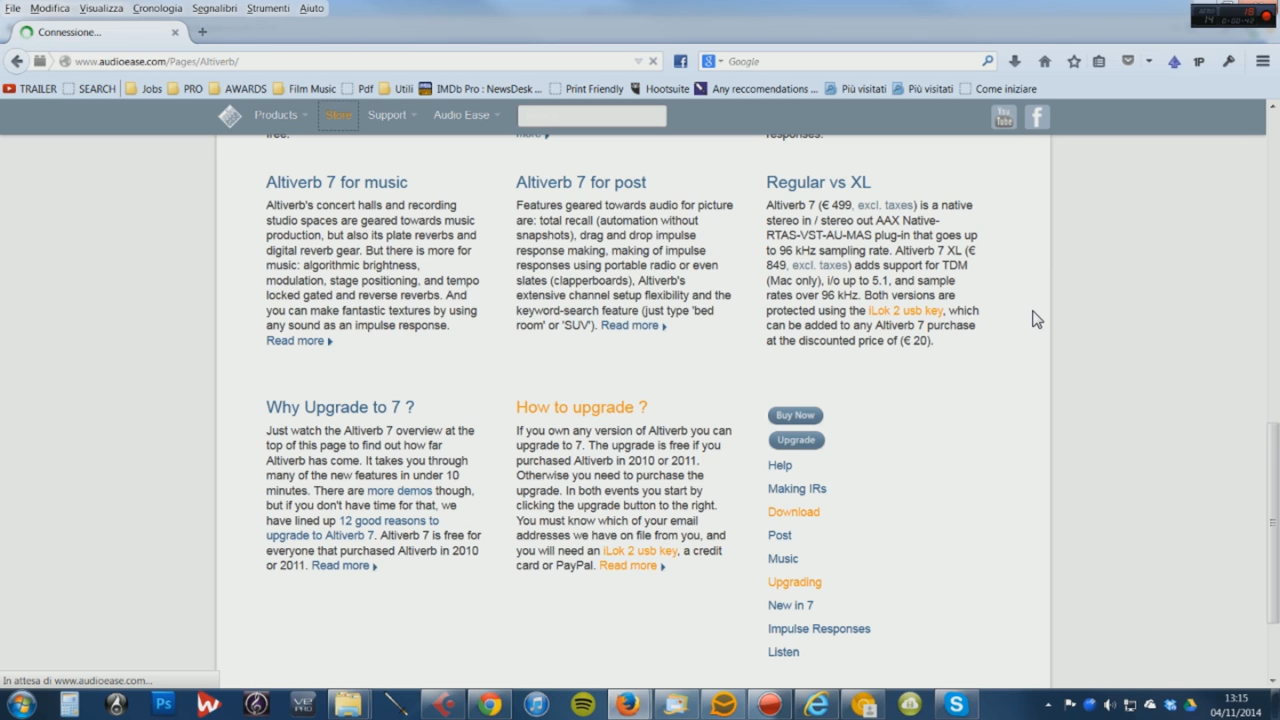 File Modifica Visualizza Cronologia Segnalibri Strumenti Aiuto
Connessione...
www.audioease.com/Pages/Altiverb/
Google
TRAILER SEARCH Jobs PRO AWARDS Film Music Pdf Utili IMDb Pro : NewsDesk ... Print Friendly Hootsuite Any reccomendations ... Più visitati Più visitati Come iniziare
Products Store Support Audio Ease You Tube
free.
more
responses.
Altiverb 7 for music
Altiverb's concert halls and recording
studio spaces are geared towards music
production, but also its plate reverbs and
digital reverb gear. But there is more for
music: algorithmic brightness,
modulation, stage positioning, and tempo
locked gated and reverse reverbs. And
you can make fantastic textures by using
any sound as an impulse response.
Read more
Altiverb 7 for post
Features geared towards audio for picture
are: total recall (automation without
snapshots), drag and drop impulse
response making, making of impulse
responses using portable radio or even
slates (clapperboards), Altiverb's
extensive channel setup flexibility and the
keyword-search feature (just type 'bed
room' or 'SUV'). Read more
Regular vs XL
Altiverb 7 (€ 499, excl. taxes) is a native
stereo in / stereo out AAX Native-
RTAS-VST-AU-MAS plug-in that goes up
to 96 kHz sampling rate. Altiverb 7 XL (€
849, excl. taxes) adds support for TDM
(Mac only), i/o up to 5.1, and sample
rates over 96 kHz. Both versions are
protected using the iLok 2 usb key, which
can be added to any Altiverb 7 purchase
at the discounted price of (€ 20).
Why Upgrade to 7 ?
Just watch the Altiverb 7 overview at the
top of this page to find out how far
Altiverb has come. It takes you through
many of the new features in under 10
minutes. There are more demos though,
but if you don't have time for that, we
have lined up 12 good reasons to
upgrade to Altiverb 7. Altiverb 7 is free for
everyone that purchased Altiverb in 2010
or 2011. Read more
How to upgrade ?
If you own any version of Altiverb you can
upgrade to 7. The upgrade is free if you
purchased Altiverb in 2010 or 2011.
Otherwise you need to purchase the
upgrade. In both events you start by
clicking the upgrade button to the right.
You must know which of your email
addresses we have on file from you, and
you will need an iLok 2 usb key, a credit
card or PayPal. Read more
Buy Now
Upgrade
Help
Making IRs
Download
Post
Music
Upgrading
New in 7
Impulse Responses
Listen
In attesa di www.audioease.com...
13:15
04/11/2014